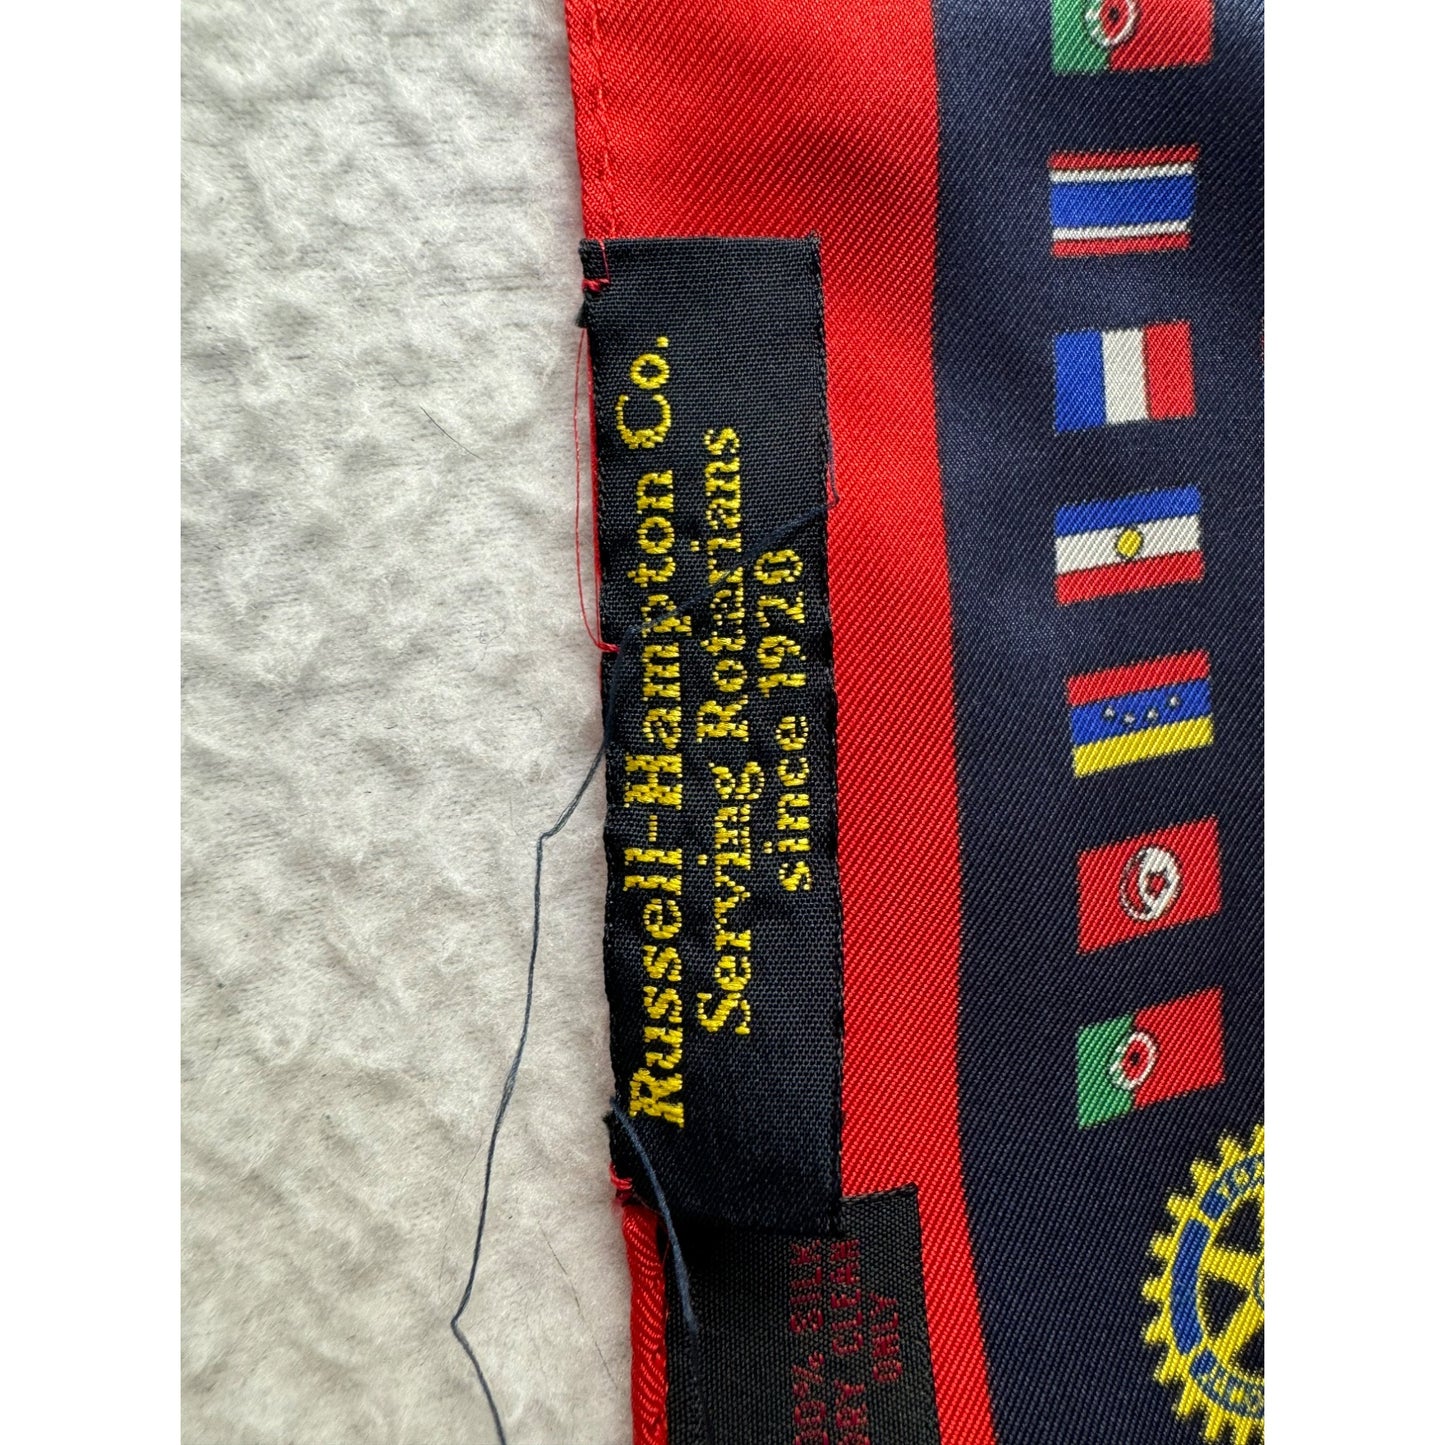 Russell-Hampton Co.
Serving Rotarians
since 1920
100% SILK
DRY CLEAN
ONLY